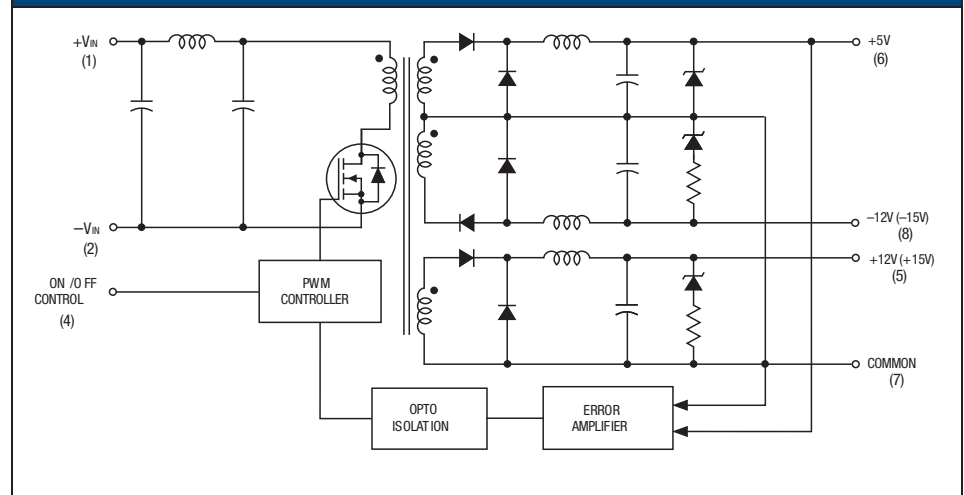 +VIN
(1)
−VIN
(2)
ON /O FF
CONTROL
(4)
PWM
CONTROLLER
OPTO
ISOLATION
ERROR
AMPLIFIER
+5V
(6)
–12V (–15V)
(8)
+12V (+15V)
(5)
COMMON
(7)